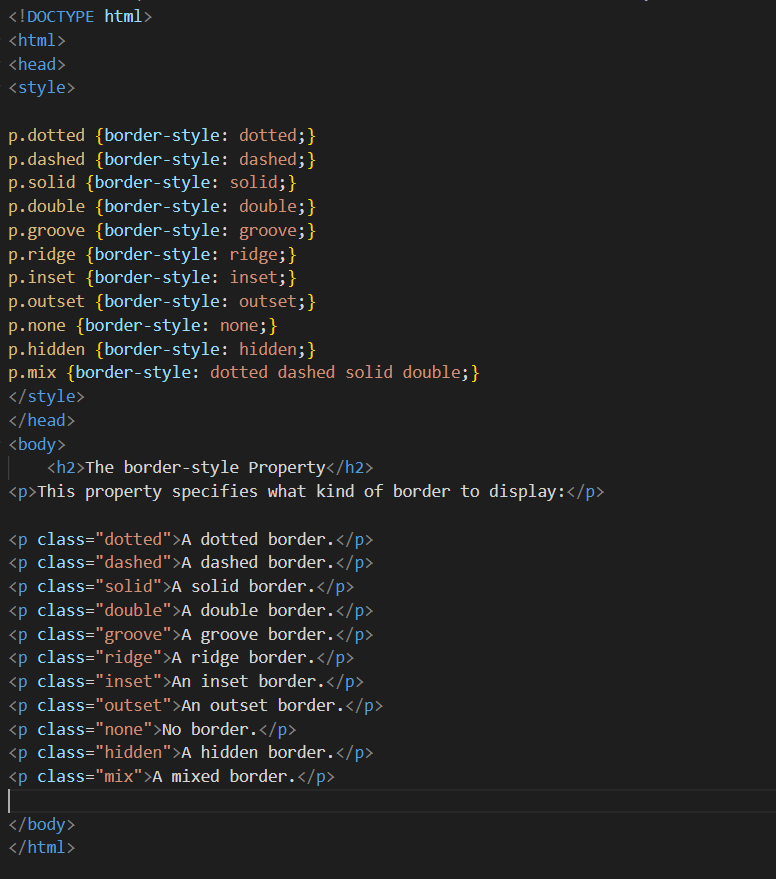 <!DOCTYPE html>
<html>
<head>
<style>
p.dotted {border-style: dotted;}
p.dashed {border-style: dashed;}
p.solid {border-style: solid;}
p.double {border-style: double;}
p.groove {border-style: groove;}
p.ridge {border-style: ridge;}
p.inset {border-style: inset;}
p.outset {border-style: outset;}
p.none {border-style: none;}
p.hidden {border-style: hidden;}
p.mix {border-style: dotted dashed solid double;}
</style>
</head>
<body>
    <h2>The border-style Property</h2>
<p>This property specifies what kind of border to display:</p>
<p class="dotted">A dotted border.</p>
<p class="dashed">A dashed border.</p>
<p class="solid">A solid border.</p>
<p class="double">A double border.</p>
<p class="groove">A groove border.</p>
<p class="ridge">A ridge border.</p>
<p class="inset">An inset border.</p>
<p class="outset">An outset border.</p>
<p class="none">No border.</p>
<p class="hidden">A hidden border.</p>
<p class="mix">A mixed border.</p>
</body>
</html>